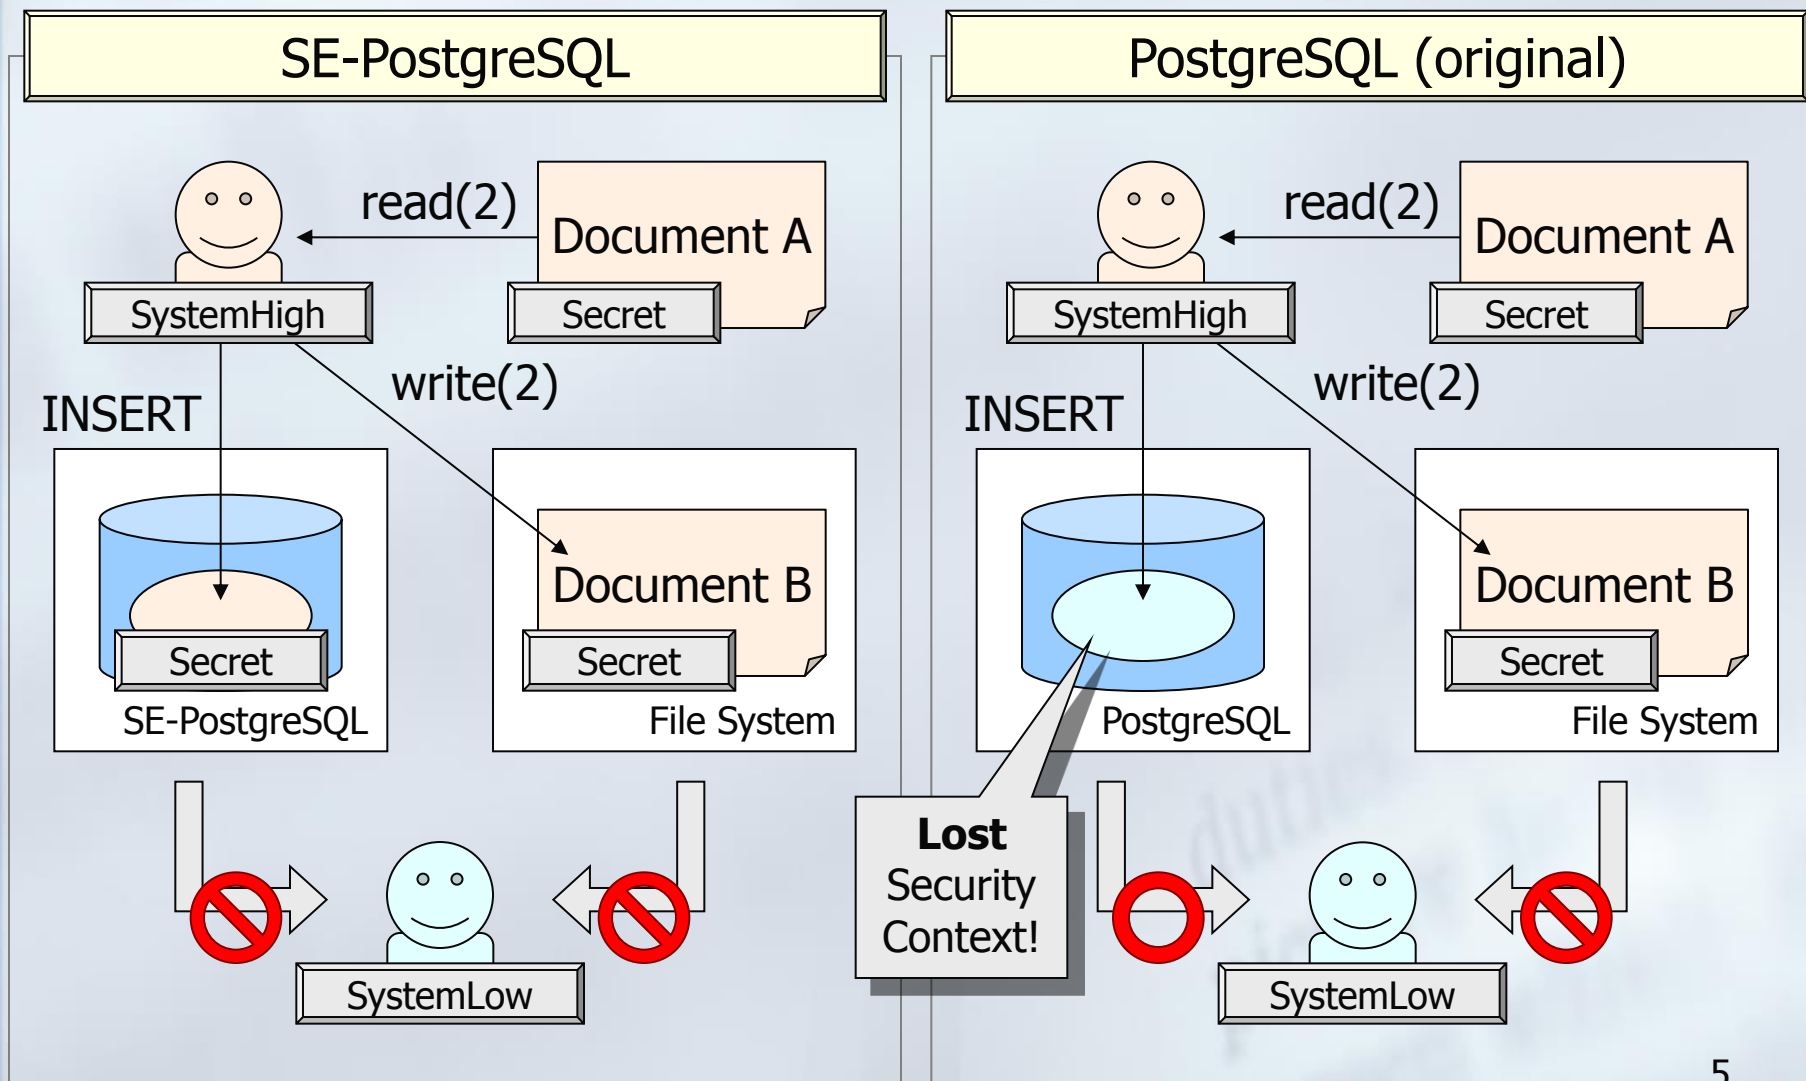 SE-PostgreSQL
read(2)
Document A
SystemHigh
Secret
write(2)
INSERT
Document B
Secret
Secret
SE-PostgreSQL
File System
SystemLow
PostgreSQL (original)
read(2)
Document A
SystemHigh
Secret
write(2)
INSERT
Document B
Secret
PostgreSQL
File System
Lost
Security
Context!
SystemLow
duties
5